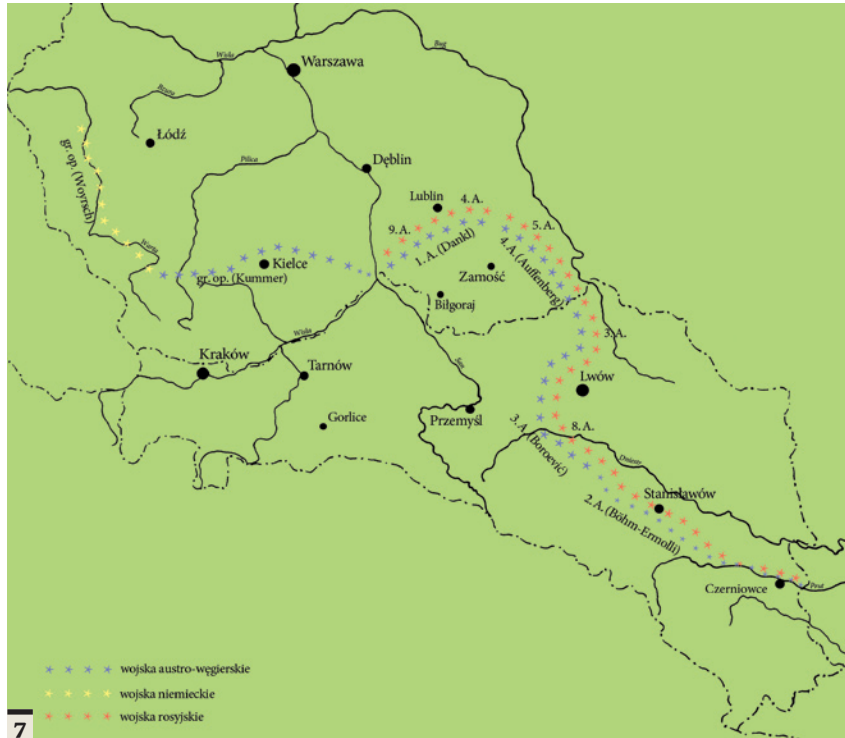 Wisła
Bug
Warszawa
Bzura
Łódź
gr. op. (Woyrsch)
Pilica
Dęblin
Lublin
4. A.
9. A.
5. A.
1. A. (Dankl)
4. A. (Auffenberg)
Warta
Kielce
gr. op. (Kummer)
Zamość
Biłgoraj
3. A.
Wisła
Kraków
Tarnów
San
Lwów
Gorlice
Przemyśl
8. A.
3. A. (Boroević)
Dniestr
Stanisławów
2. A. (Böhm-Ermolli)
Czerniowce
Prut
wojska austro-węgierskie
wojska niemieckie
wojska rosyjskie
7